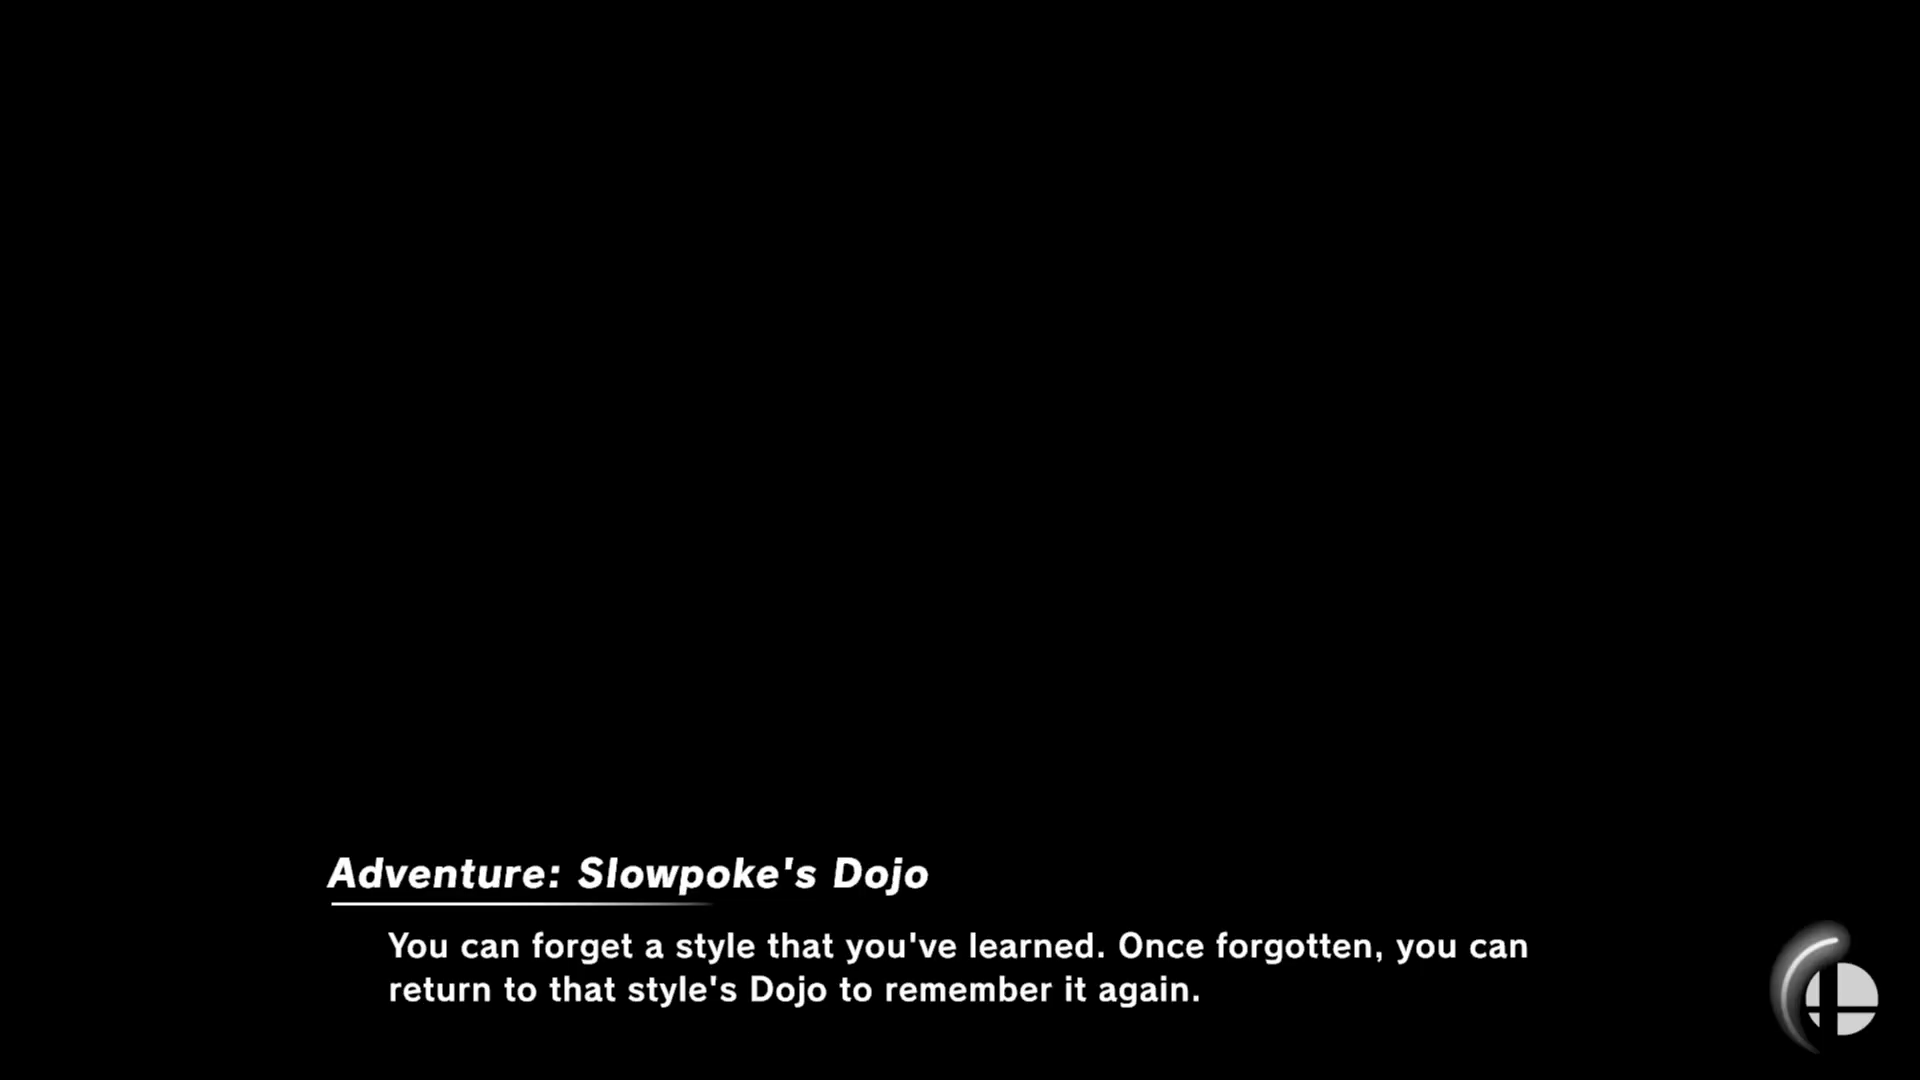 Adventure: Slowpoke's Dojo
You can forget a style that you've learned. Once forgotten, you can
return to that style's Dojo to remember it again.